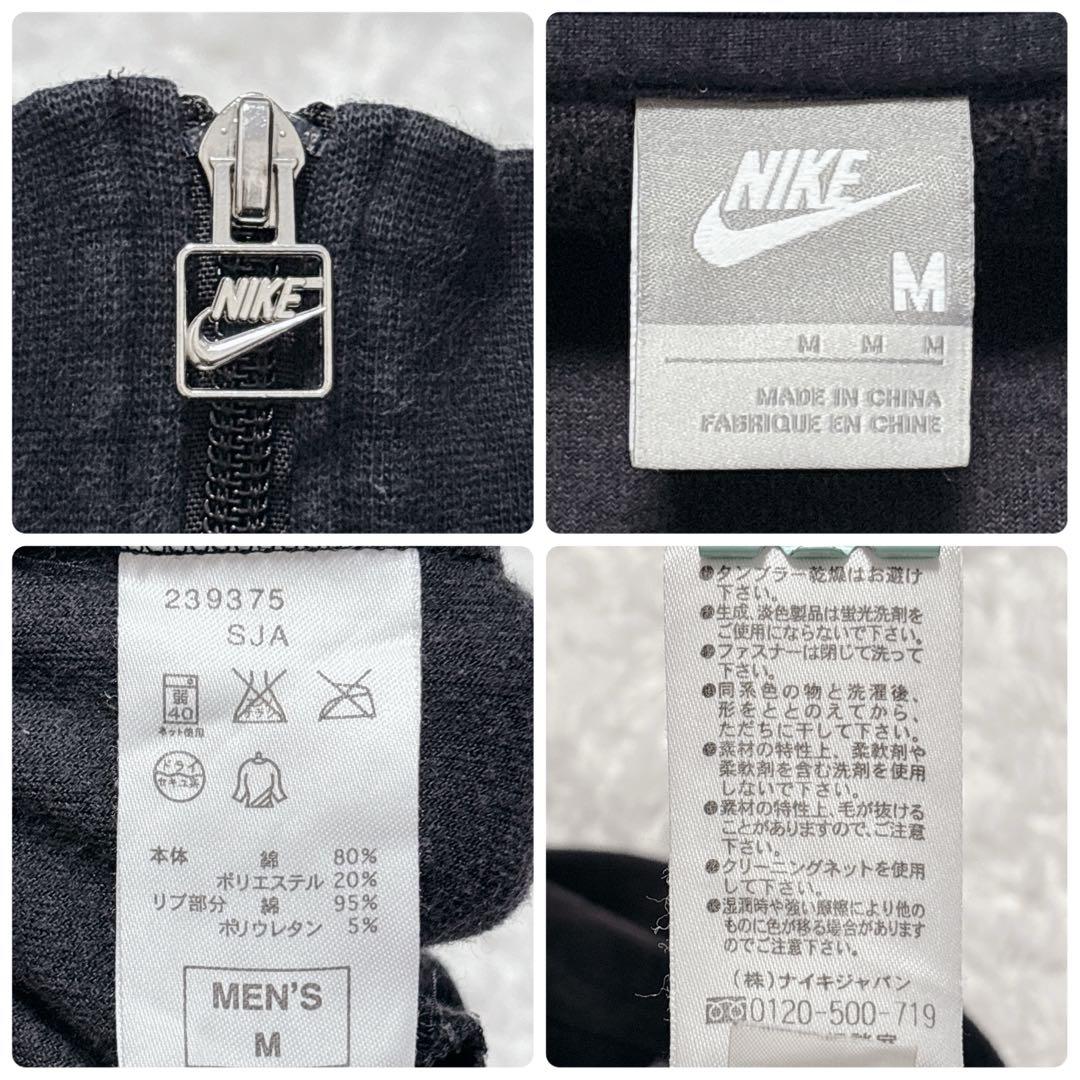 NIKE
NIKE
M
M M M
MADE IN CHINA
FABRIQUE EN CHINE
239375
SJA
弱
40
ネット使用
ドライ
セキユ系
本体 綿 80%
ポリエステル 20%
リブ部分 綿 95%
ポリウレタン 5%
MEN'S
M
●タンブラー乾燥はお避け
下さい。
●生成、淡色製品は蛍光洗剤を
ご使用にならないで下さい。
●ファスナーは閉じて洗って
下さい。
●同系色の物と洗濯後、
形をととのえてから、
ただちに干して下さい。
●素材の特性上、柔軟剤や
柔軟剤を含む洗剤を使用
しないで下さい。
●素材の特性上、毛が抜ける
ことがありますので、ご注意
下さい。
●クリーニングネットを使用
して下さい。
●湿潤時や強い摩擦により他の
ものに色が移る場合があります
のでご注意下さい。
(株)ナイキジャパン
0120-500-719